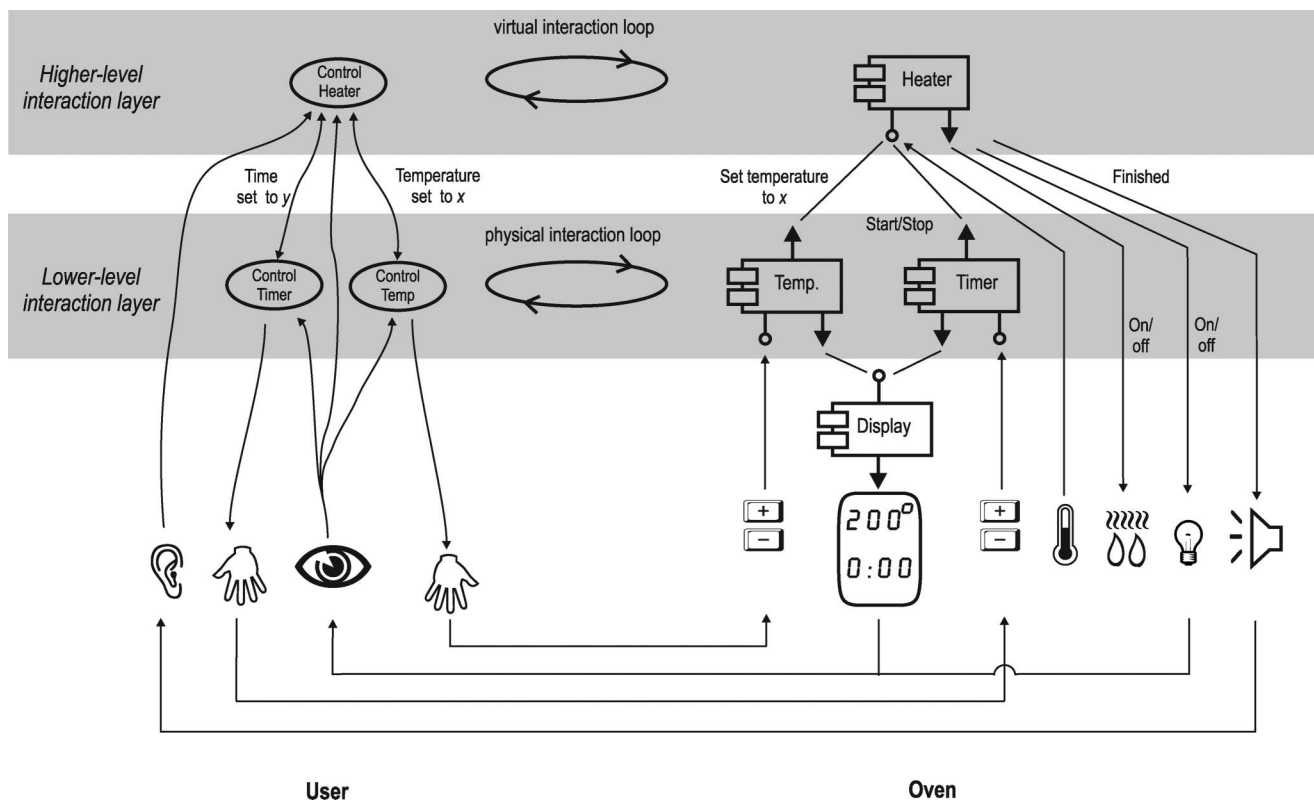 virtual interaction loop
Higher-level
interaction layer
Control
Heater
Heater
Time
set to y
Temperature
set to x
Set temperature
to x
Finished
physical interaction loop
Start/Stop
Lower-level
interaction layer
Control
Timer
Control
Temp
Temp.
Timer
On/
off
On/
off
Display
+
-
200°
0:00
+
-
User
Oven